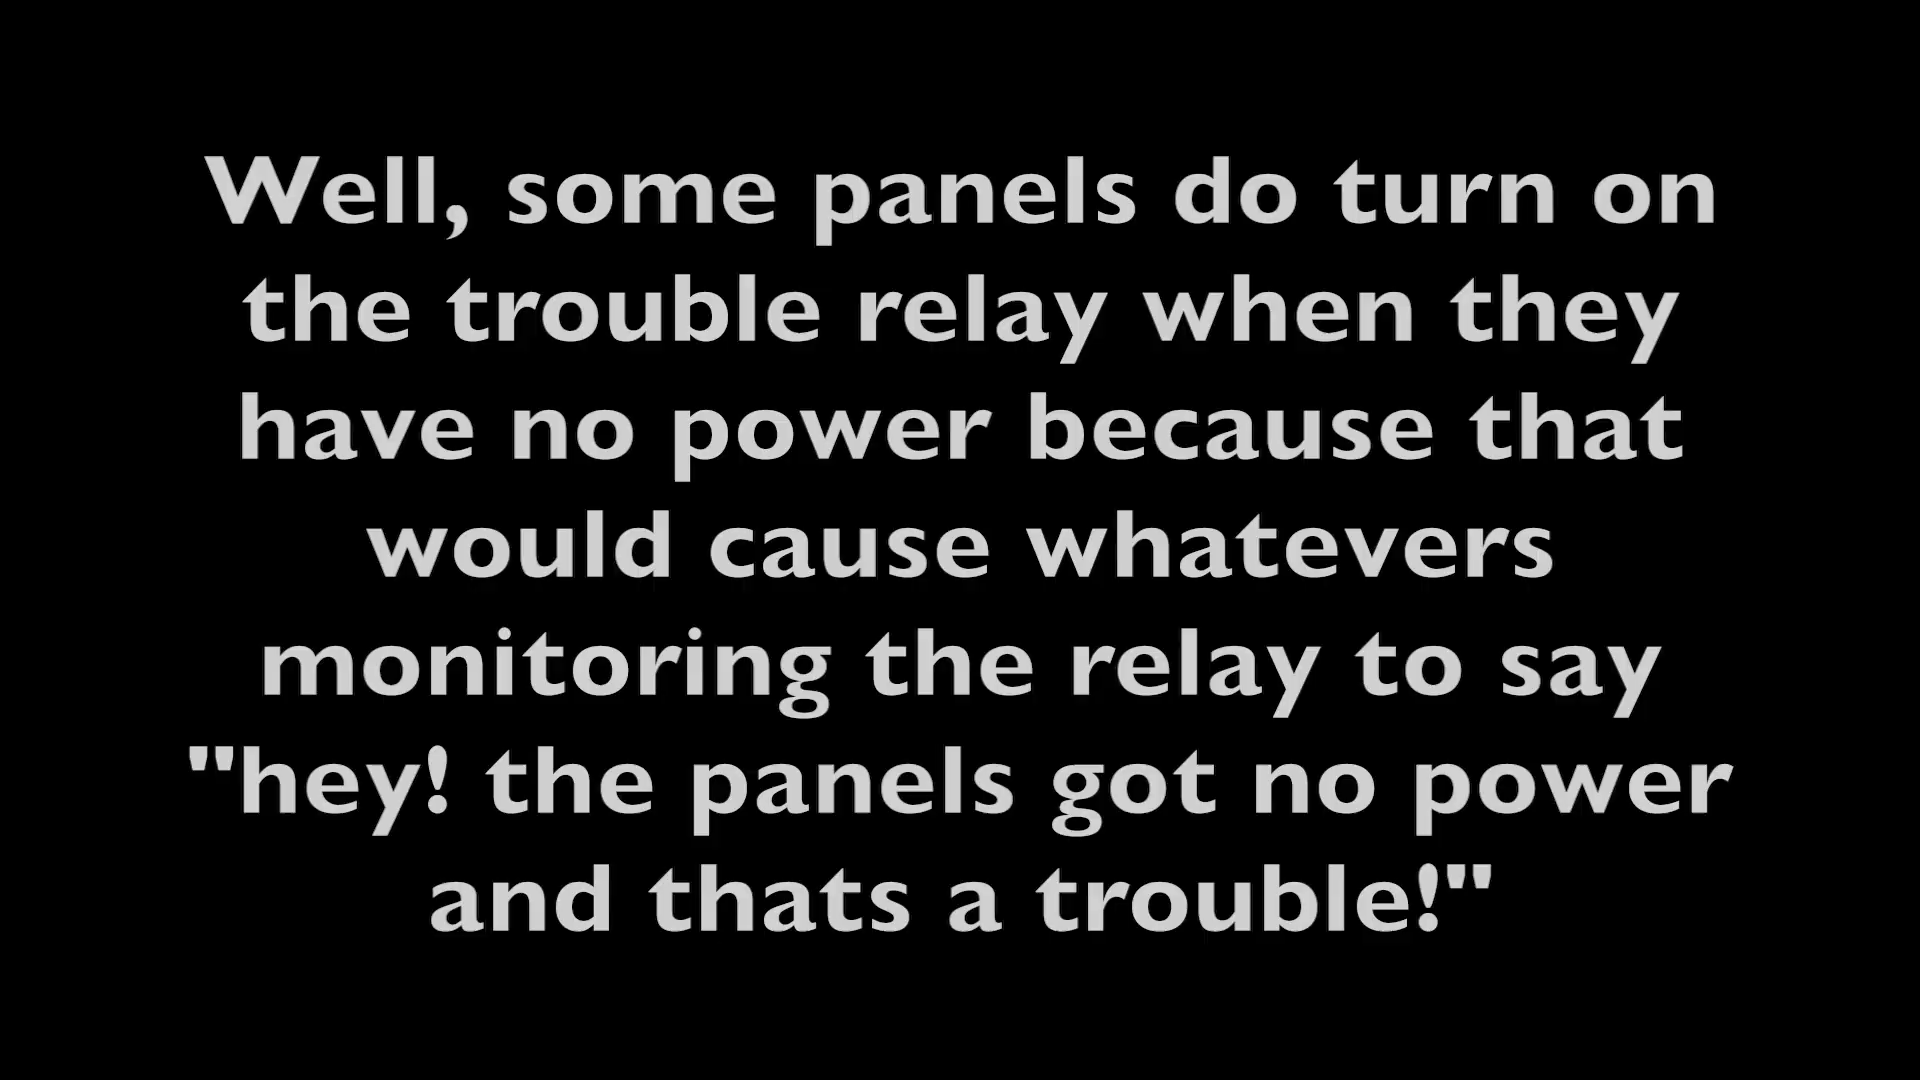 Well, some panels do turn on
the trouble relay when they
have no power because that
would cause whatevers
monitoring the relay to say
"hey! the panels got no power
and thats a trouble!"